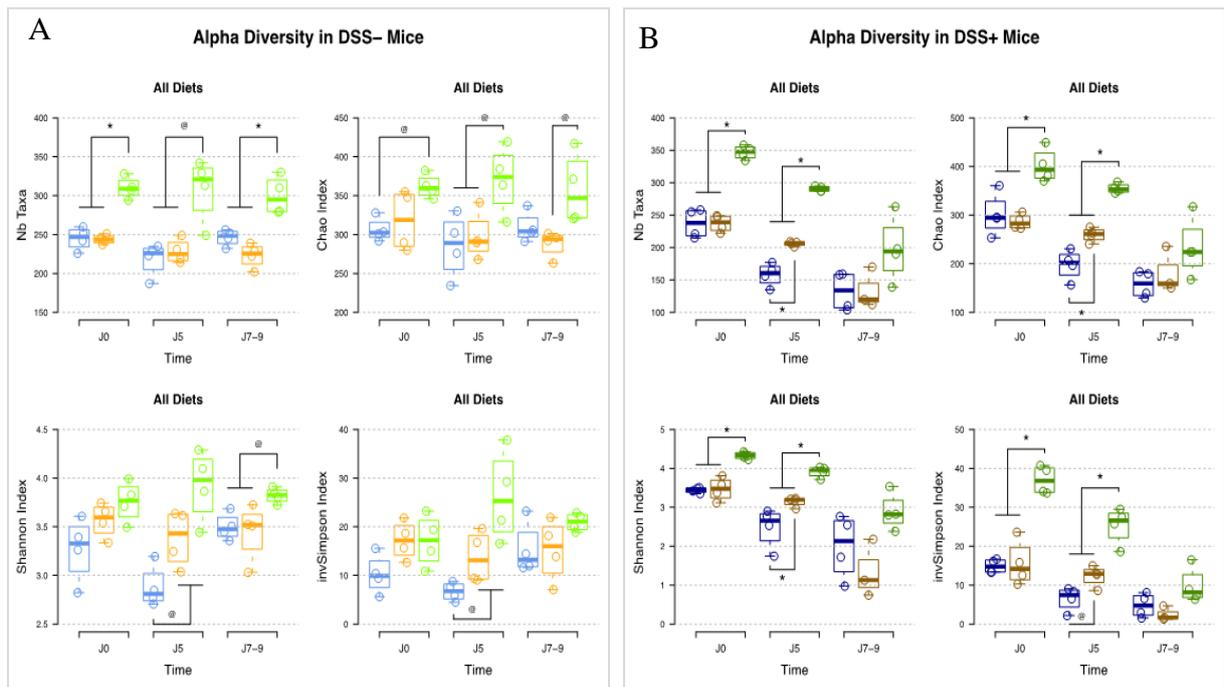 A
Alpha Diversity in DSS– Mice
All Diets
All Diets
Nb Taxa
400
350
300
250
200
150
*
@
*
J0
J5
J7–9
Time
Chao Index
450
400
350
300
250
200
@
@
@
J0
J5
J7–9
Time
All Diets
All Diets
Shannon Index
4.5
4.0
3.5
3.0
2.5
@
@
J0
J5
J7–9
Time
invSimpson Index
40
30
20
10
0
@
J0
J5
J7–9
Time
B
Alpha Diversity in DSS+ Mice
All Diets
All Diets
Nb Taxa
400
350
300
250
200
150
100
*
*
*
J0
J5
J7–9
Time
Chao Index
500
400
300
200
100
*
*
*
J0
J5
J7–9
Time
All Diets
All Diets
Shannon Index
5
4
3
2
1
0
*
*
*
J0
J5
J7–9
Time
invSimpson Index
50
40
30
20
10
0
*
*
@
J0
J5
J7–9
Time